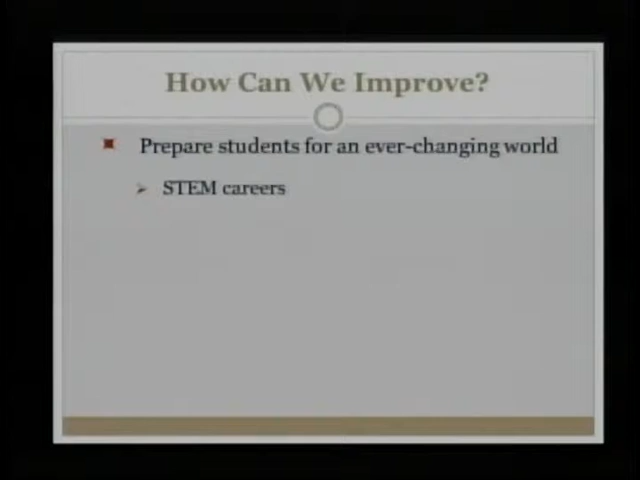 How Can We Improve?
Prepare students for an ever-changing world
STEM careers